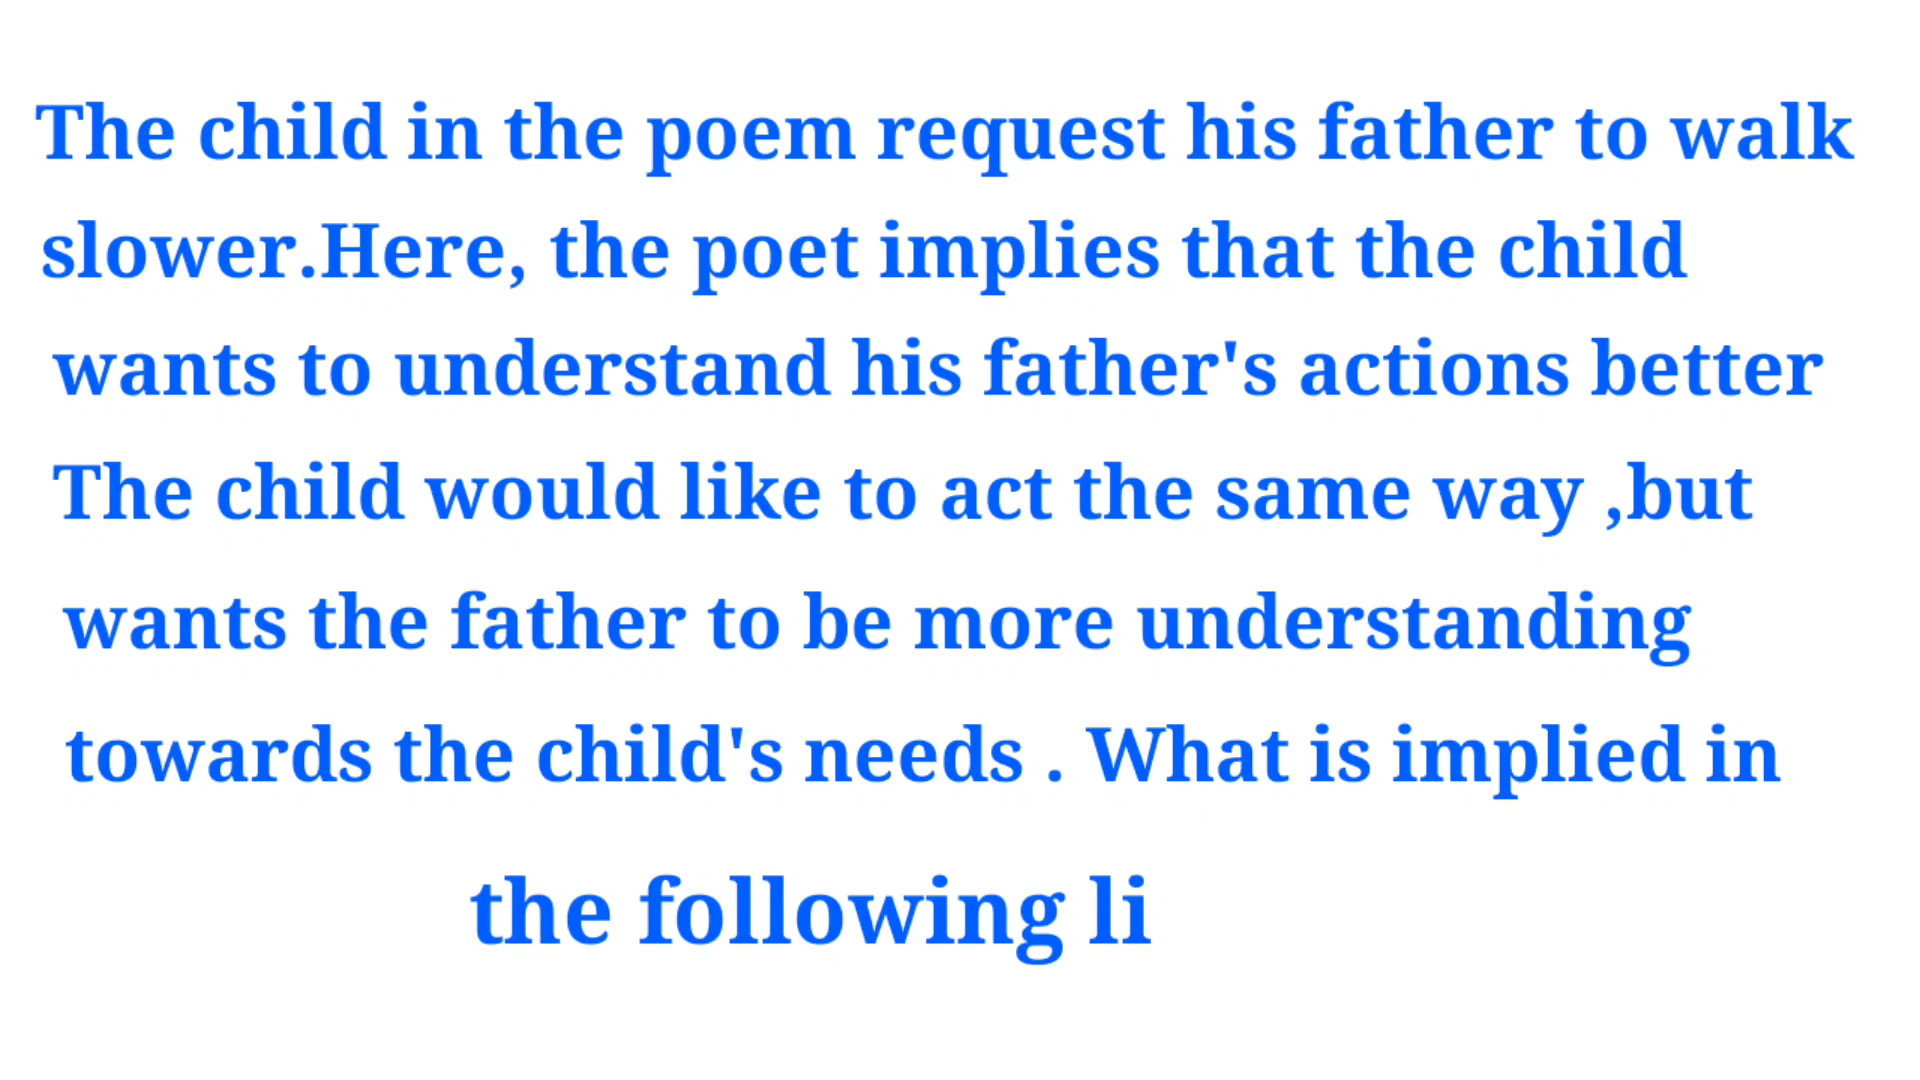 The child in the poem request his father to walk
slower.Here, the poet implies that the child
wants to understand his father's actions better
The child would like to act the same way ,but
wants the father to be more understanding
towards the child's needs . What is implied in
the following li